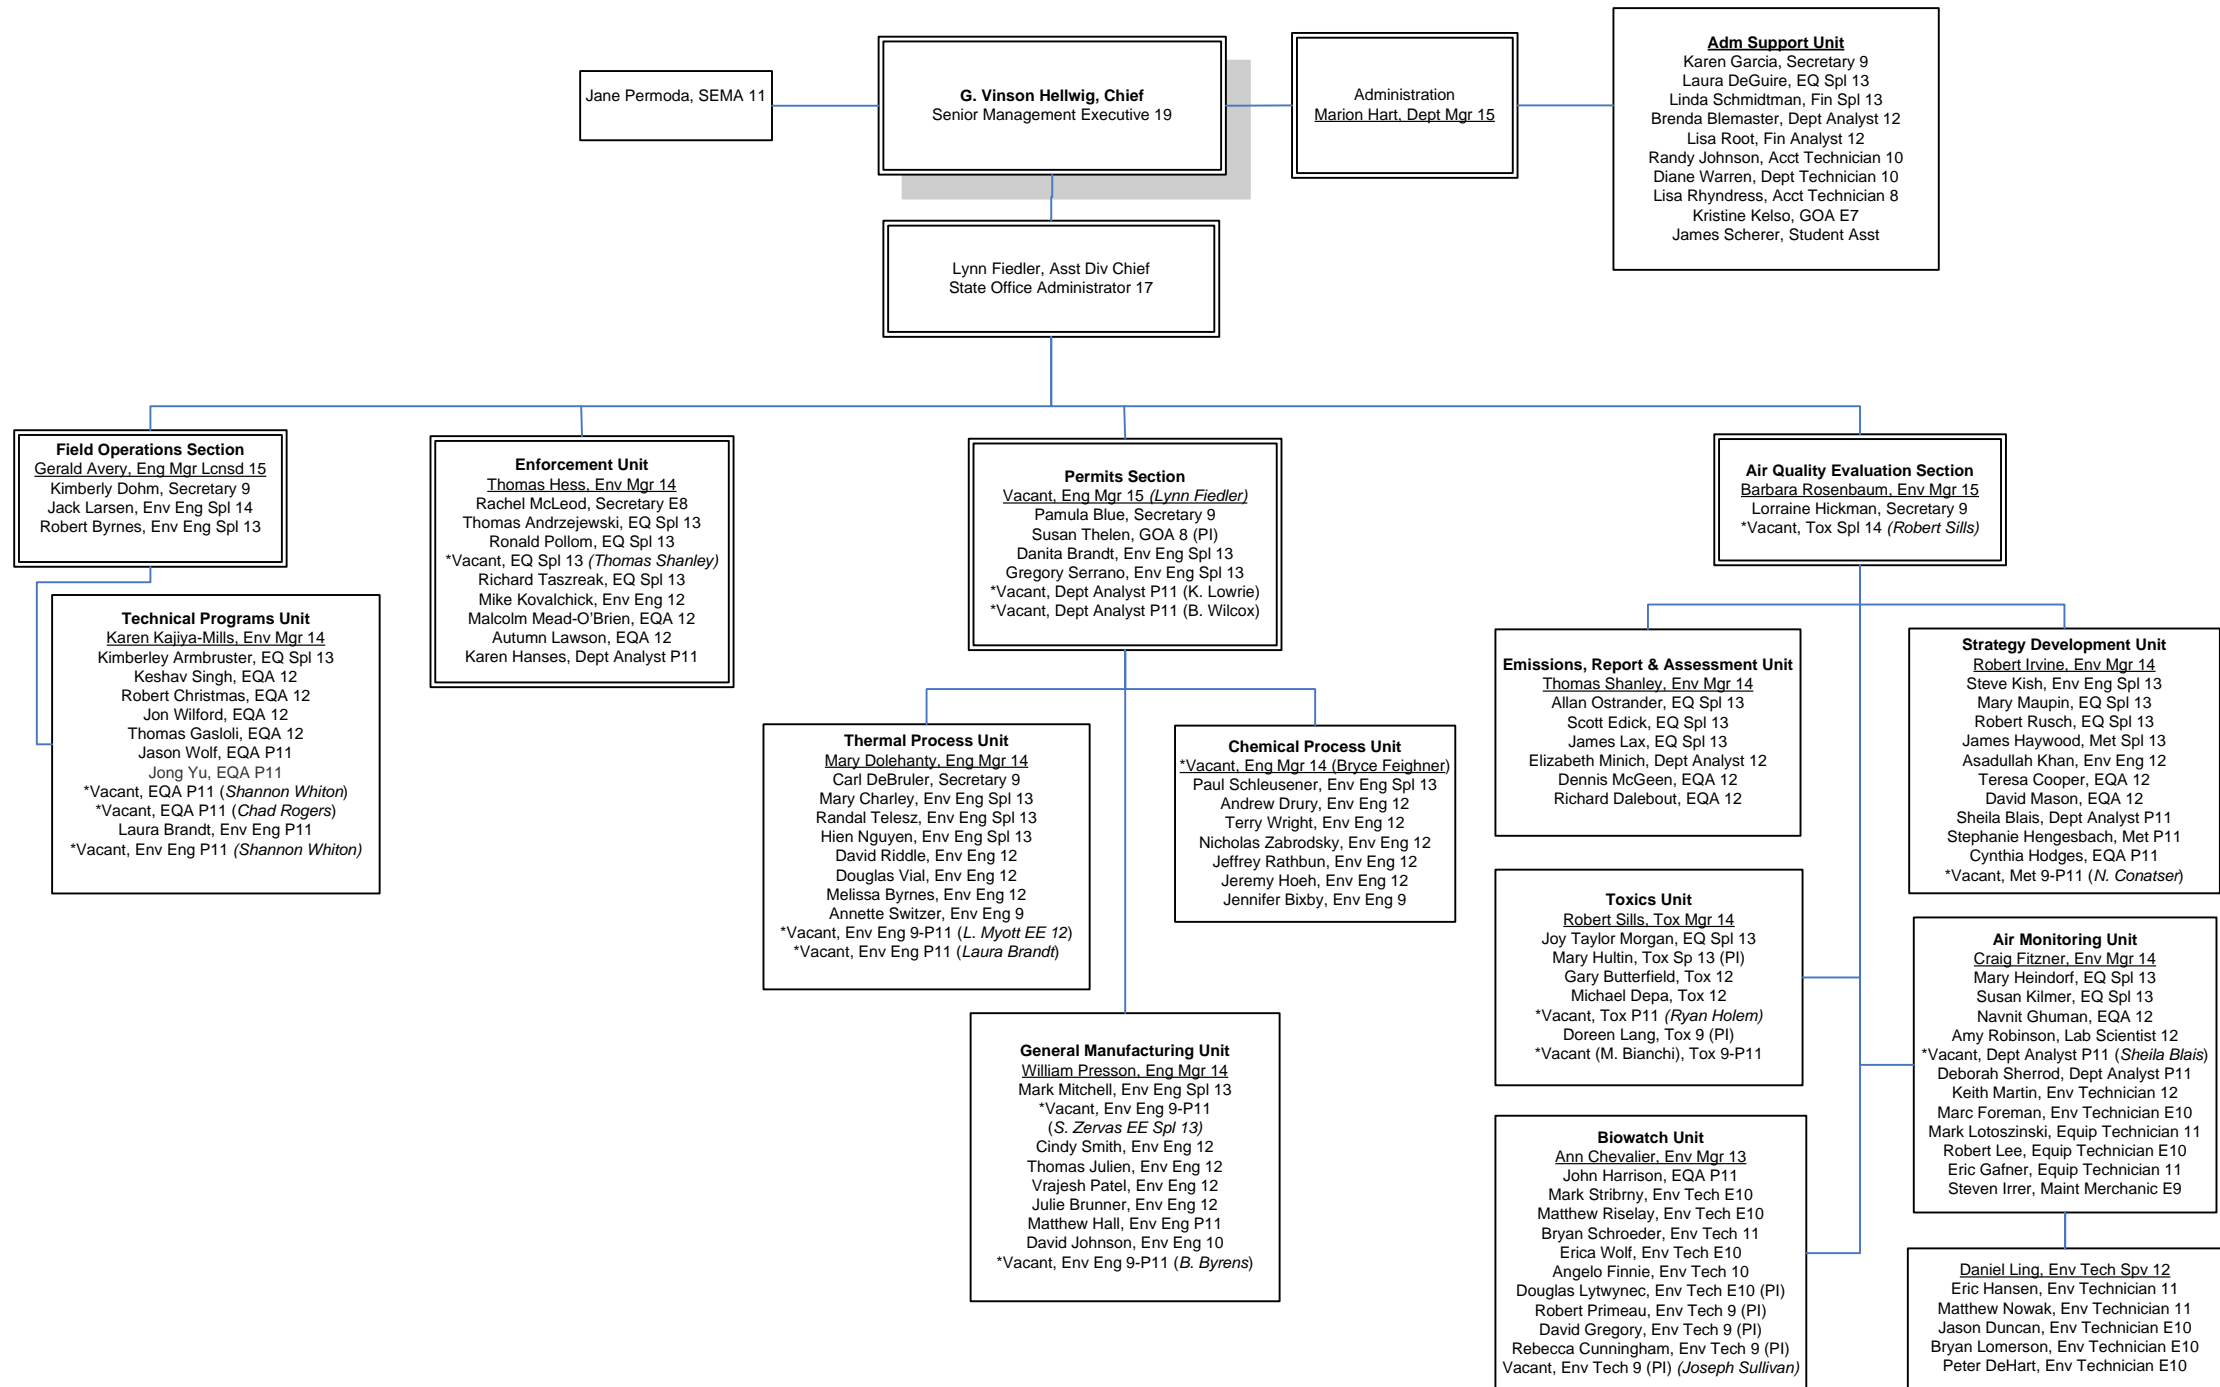 Jane Permoda, SEMA 11
G. Vinson Hellwig, Chief
Senior Management Executive 19
Administration
Marion Hart, Dept Mgr 15
Adm Support Unit
Karen Garcia, Secretary 9
Laura DeGuire, EQ Spl 13
Linda Schmidtman, Fin Spl 13
Brenda Blemaster, Dept Analyst 12
Lisa Root, Fin Analyst 12
Randy Johnson, Acct Technician 10
Diane Warren, Dept Technician 10
Lisa Rhyndress, Acct Technician 8
Kristine Kelso, GOA E7
James Scherer, Student Asst
Lynn Fiedler, Asst Div Chief
State Office Administrator 17
Field Operations Section
Gerald Avery, Eng Mgr Lcnsd 15
Kimberly Dohm, Secretary 9
Jack Larsen, Env Eng Spl 14
Robert Byrnes, Env Eng Spl 13
Technical Programs Unit
Karen Kajiya-Mills, Env Mgr 14
Kimberley Armbruster, EQ Spl 13
Keshav Singh, EQA 12
Robert Christmas, EQA 12
Jon Wilford, EQA 12
Thomas Gasloli, EQA 12
Jason Wolf, EQA P11
Jong Yu, EQA P11
*Vacant, EQA P11 (Shannon Whiton)
*Vacant, EQA P11 (Chad Rogers)
Laura Brandt, Env Eng P11
*Vacant, Env Eng P11 (Shannon Whiton)
Enforcement Unit
Thomas Hess, Env Mgr 14
Rachel McLeod, Secretary E8
Thomas Andrzejewski, EQ Spl 13
Ronald Pollom, EQ Spl 13
*Vacant, EQ Spl 13 (Thomas Shanley)
Richard Taszreak, EQ Spl 13
Mike Kovalchick, Env Eng 12
Malcolm Mead-O’Brien, EQA 12
Autumn Lawson, EQA 12
Karen Hanses, Dept Analyst P11
Permits Section
Vacant, Eng Mgr 15 (Lynn Fiedler)
Pamula Blue, Secretary 9
Susan Thelen, GOA 8 (PI)
Danita Brandt, Env Eng Spl 13
Gregory Serrano, Env Eng Spl 13
*Vacant, Dept Analyst P11 (K. Lowrie)
*Vacant, Dept Analyst P11 (B. Wilcox)
Thermal Process Unit
Mary Dolehanty, Eng Mgr 14
Carl DeBruler, Secretary 9
Mary Charley, Env Eng Spl 13
Randal Telesz, Env Eng Spl 13
Hien Nguyen, Env Eng Spl 13
David Riddle, Env Eng 12
Douglas Vial, Env Eng 12
Melissa Byrnes, Env Eng 12
Annette Switzer, Env Eng 9
*Vacant, Env Eng 9-P11 (L. Myott EE 12)
*Vacant, Env Eng P11 (Laura Brandt)
Chemical Process Unit
*Vacant, Eng Mgr 14 (Bryce Feighner)
Paul Schleusener, Env Eng Spl 13
Andrew Drury, Env Eng 12
Terry Wright, Env Eng 12
Nicholas Zabrodsky, Env Eng 12
Jeffrey Rathbun, Env Eng 12
Jeremy Hoeh, Env Eng 12
Jennifer Bixby, Env Eng 9
General Manufacturing Unit
William Presson, Eng Mgr 14
Mark Mitchell, Env Eng Spl 13
*Vacant, Env Eng 9-P11
(S. Zervas EE Spl 13)
Cindy Smith, Env Eng 12
Thomas Julien, Env Eng 12
Vrajesh Patel, Env Eng 12
Julie Brunner, Env Eng 12
Matthew Hall, Env Eng P11
David Johnson, Env Eng 10
*Vacant, Env Eng 9-P11 (B. Byrens)
Air Quality Evaluation Section
Barbara Rosenbaum, Env Mgr 15
Lorraine Hickman, Secretary 9
*Vacant, Tox Spl 14 (Robert Sills)
Emissions, Report & Assessment Unit
Thomas Shanley, Env Mgr 14
Allan Ostrander, EQ Spl 13
Scott Edick, EQ Spl 13
James Lax, EQ Spl 13
Elizabeth Minich, Dept Analyst 12
Dennis McGeen, EQA 12
Richard Dalebout, EQA 12
Strategy Development Unit
Robert Irvine, Env Mgr 14
Steve Kish, Env Eng Spl 13
Mary Maupin, EQ Spl 13
Robert Rusch, EQ Spl 13
James Haywood, Met Spl 13
Asadullah Khan, Env Eng 12
Teresa Cooper, EQA 12
David Mason, EQA 12
Sheila Blais, Dept Analyst P11
Stephanie Hengesbach, Met P11
Cynthia Hodges, EQA P11
*Vacant, Met 9-P11 (N. Conatser)
Toxics Unit
Robert Sills, Tox Mgr 14
Joy Taylor Morgan, EQ Spl 13
Mary Hultin, Tox Sp 13 (PI)
Gary Butterfield, Tox 12
Michael Depa, Tox 12
*Vacant, Tox P11 (Ryan Holem)
Doreen Lang, Tox 9 (PI)
*Vacant (M. Bianchi), Tox 9-P11
Air Monitoring Unit
Craig Fitzner, Env Mgr 14
Mary Heindorf, EQ Spl 13
Susan Kilmer, EQ Spl 13
Navnit Ghuman, EQA 12
Amy Robinson, Lab Scientist 12
*Vacant, Dept Analyst P11 (Sheila Blais)
Deborah Sherrod, Dept Analyst P11
Keith Martin, Env Technician 12
Marc Foreman, Env Technician E10
Mark Lotoszinski, Equip Technician 11
Robert Lee, Equip Technician E10
Eric Gafner, Equip Technician 11
Steven Irrer, Maint Merchanic E9
Biowatch Unit
Ann Chevalier, Env Mgr 13
John Harrison, EQA P11
Mark Stribrny, Env Tech E10
Matthew Riselay, Env Tech E10
Bryan Schroeder, Env Tech 11
Erica Wolf, Env Tech E10
Angelo Finnie, Env Tech 10
Douglas Lytwynec, Env Tech E10 (PI)
Robert Primeau, Env Tech 9 (PI)
David Gregory, Env Tech 9 (PI)
Rebecca Cunningham, Env Tech 9 (PI)
Vacant, Env Tech 9 (PI) (Joseph Sullivan)
Daniel Ling, Env Tech Spv 12
Eric Hansen, Env Technician 11
Matthew Nowak, Env Technician 11
Jason Duncan, Env Technician E10
Bryan Lomerson, Env Technician E10
Peter DeHart, Env Technician E10